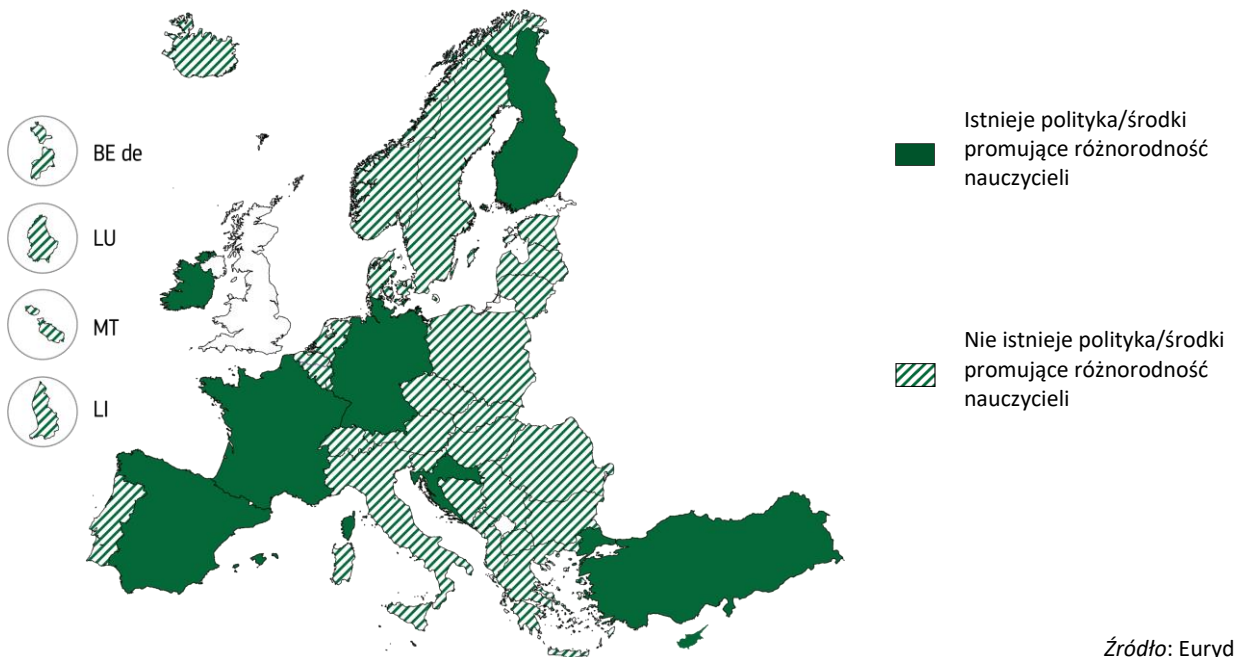 BE de
LU
MT
LI
Istnieje polityka/środki
promujące różnorodność
nauczycieli
Nie istnieje polityka/środki
promujące różnorodność
nauczycieli
Źródło: Euryd